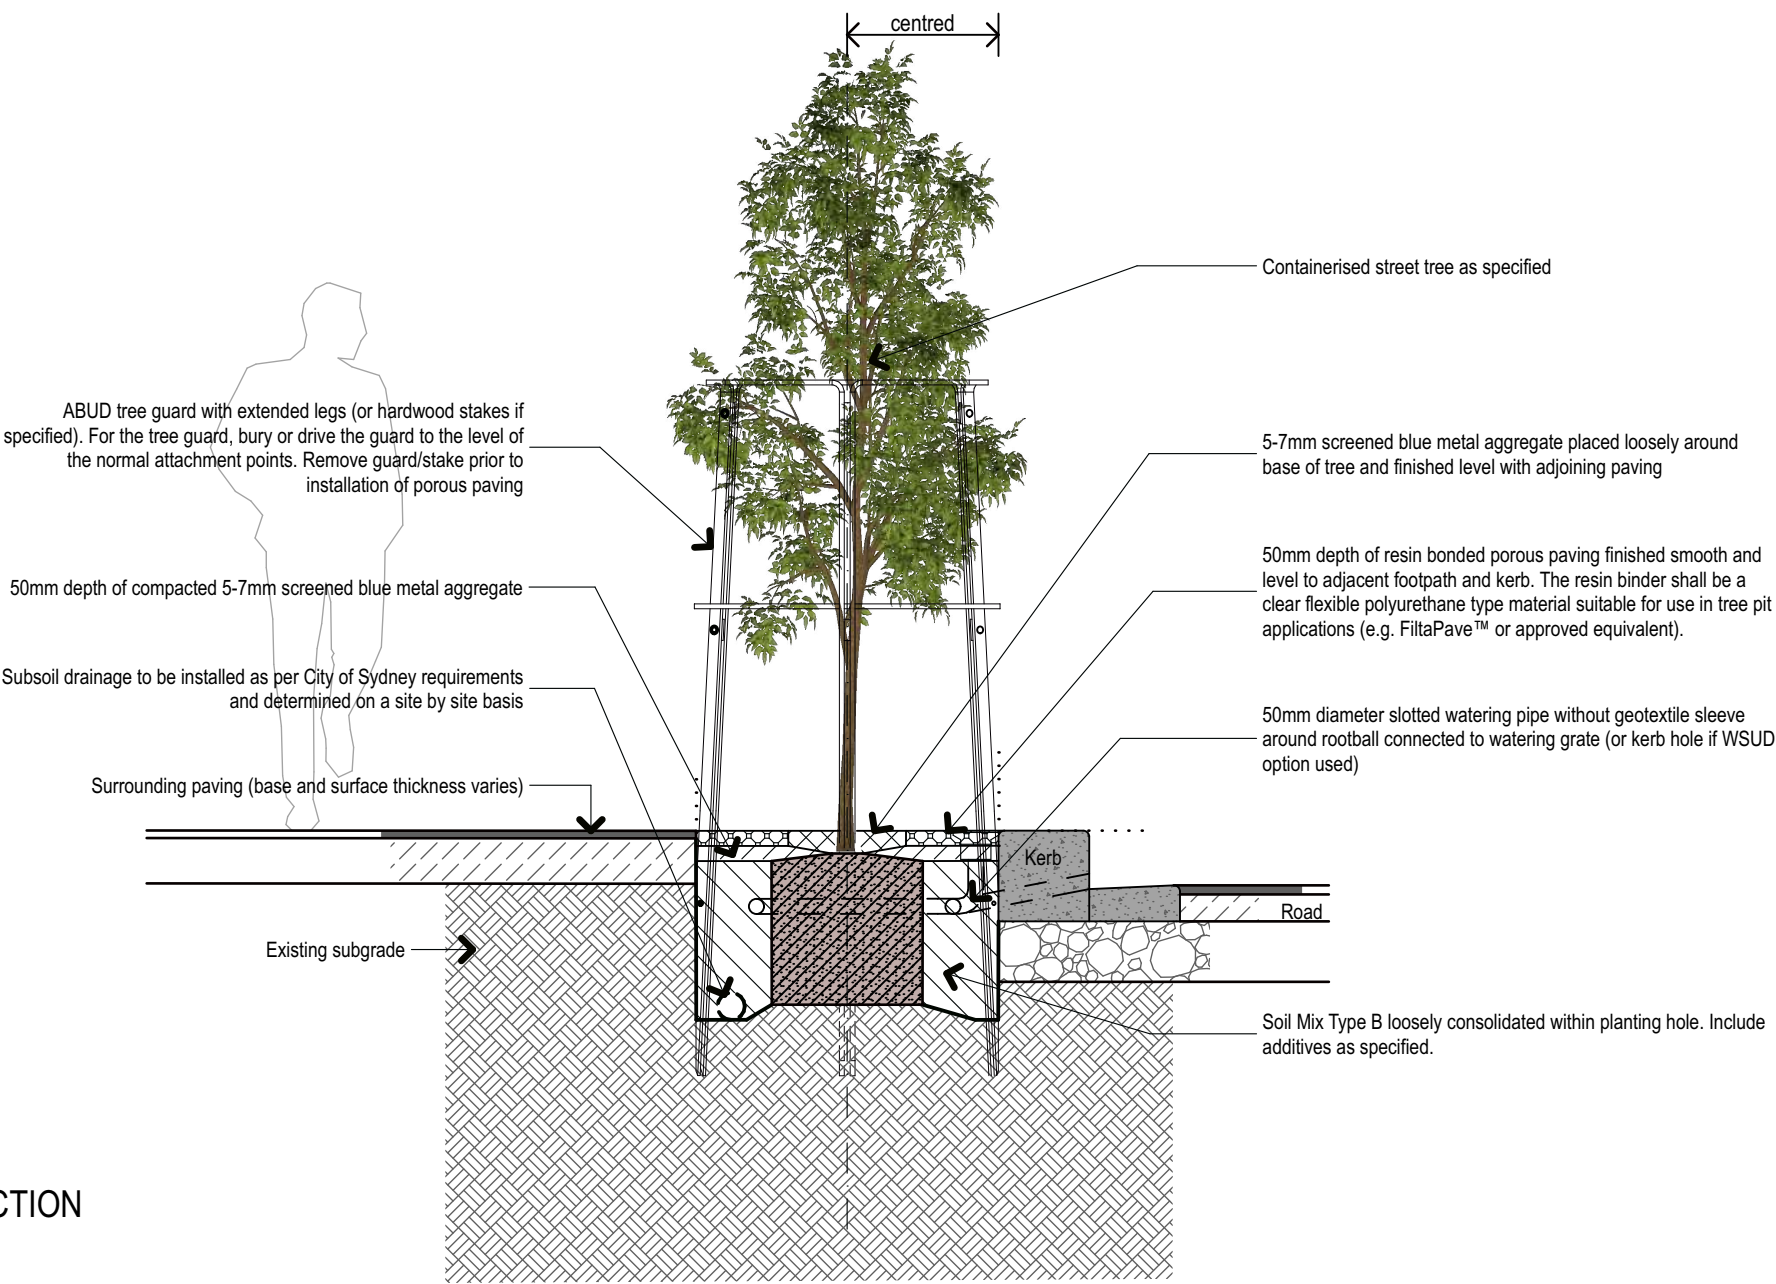 centred
Containerised street tree as specified
ABUD tree guard with extended legs (or hardwood stakes if
specified). For the tree guard, bury or drive the guard to the level of
the normal attachment points. Remove guard/stake prior to
installation of porous paving
5-7mm screened blue metal aggregate placed loosely around
base of tree and finished level with adjoining paving
50mm depth of compacted 5-7mm screened blue metal aggregate
50mm depth of resin bonded porous paving finished smooth and
level to adjacent footpath and kerb. The resin binder shall be a
clear flexible polyurethane type material suitable for use in tree pit
applications (e.g. FiltaPave™ or approved equivalent).
Subsoil drainage to be installed as per City of Sydney requirements
and determined on a site by site basis
50mm diameter slotted watering pipe without geotextile sleeve
around rootball connected to watering grate (or kerb hole if WSUD
option used)
Surrounding paving (base and surface thickness varies)
Kerb
Road
Existing subgrade
Soil Mix Type B loosely consolidated within planting hole. Include
additives as specified.
CTION